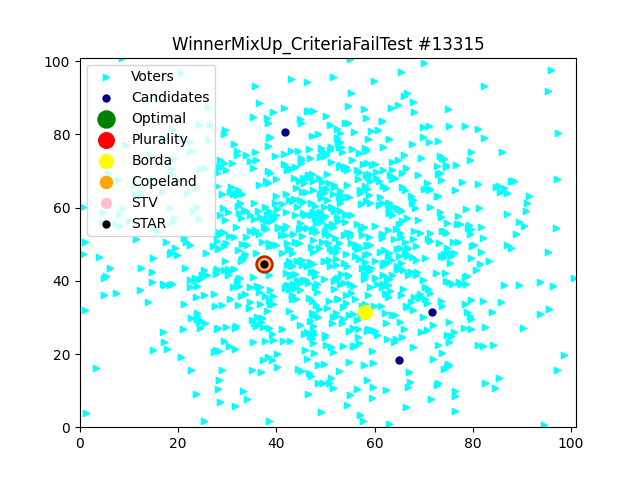 WinnerMixUp_CriteriaFailTest #13315
100
80
60
40
20
0
Voters
Candidates
Optimal
Plurality
Borda
Copeland
STV
STAR
0 20 40 60 80 100